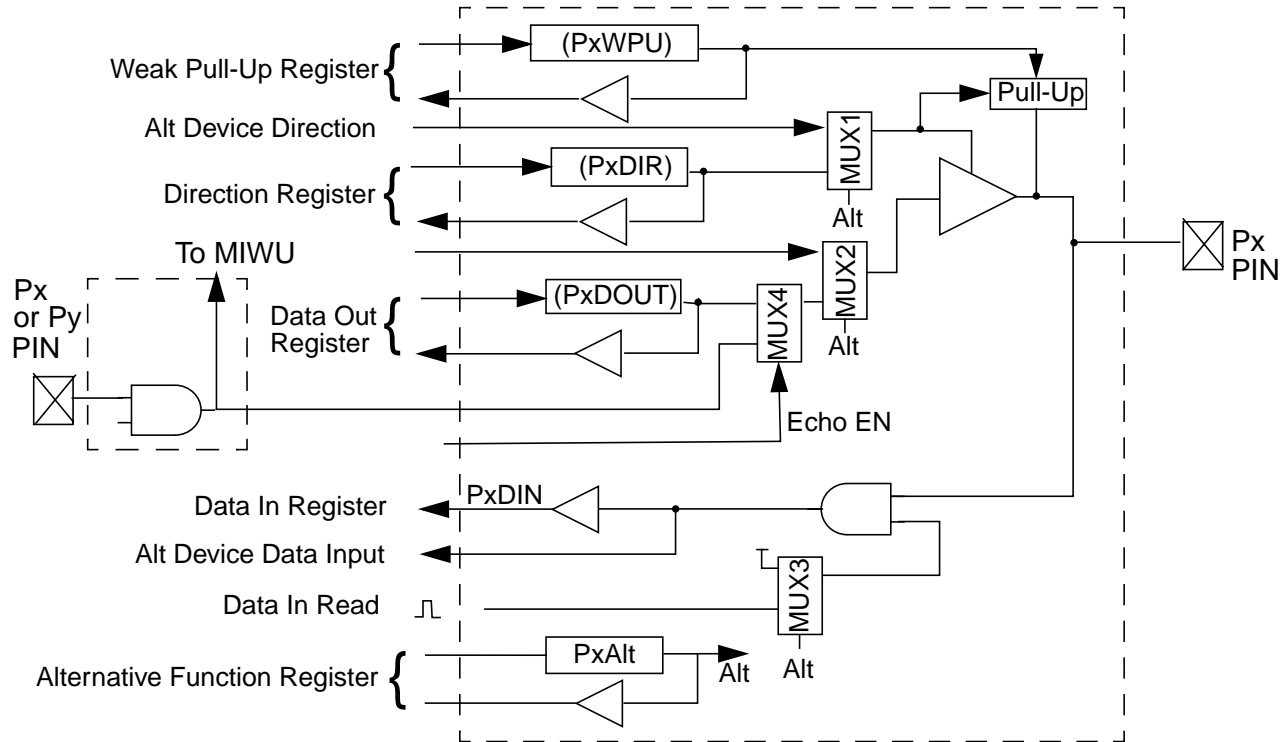 (PxWPU)
Weak Pull-Up Register {
Pull-Up
Alt Device Direction
MUX1
(PxDIR)
Direction Register {
Alt
To MIWU
MUX2
Px
PIN
Px
or Py
PIN
(PxDOUT)
Data Out {
Register
MUX4
Alt
Echo EN
PxDIN
Data In Register
Alt Device Data Input
MUX3
Data In Read
PxAlt
Alt
Alt
Alternative Function Register {